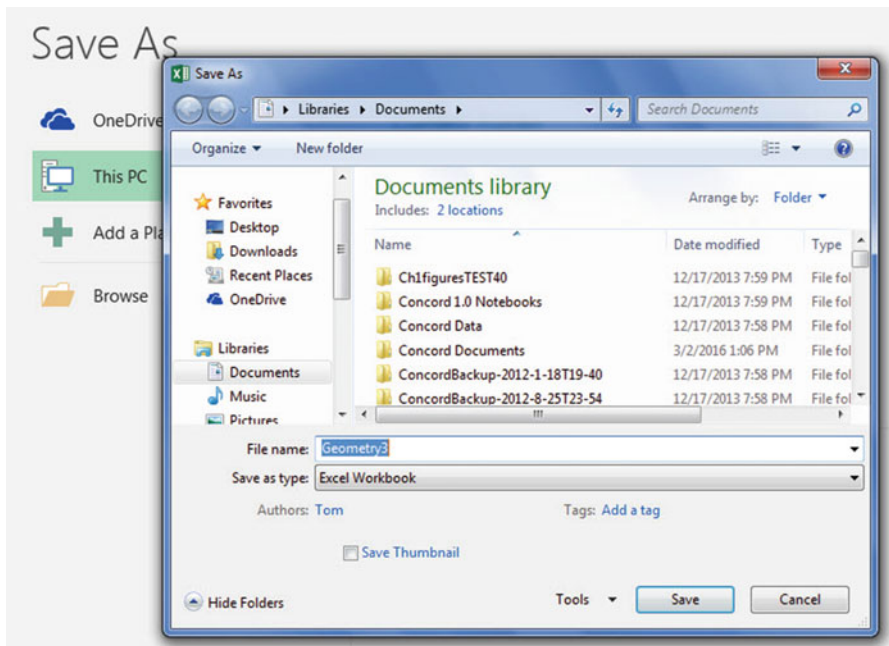 Save As
Save As
Libraries ▸ Documents ▸
Search Documents
OneDrive
This PC
Add a Pla
Browse
Organize
New folder
Favorites
Desktop
Downloads
Recent Places
OneDrive
Libraries
Documents
Music
Pictures
Documents library
Includes: 2 locations
Arrange by: Folder
Name Date modified Type
Ch1figuresTEST40 12/17/2013 7:59 PM File fol
Concord 1.0 Notebooks 12/17/2013 7:59 PM File fol
Concord Data 12/17/2013 7:58 PM File fol
Concord Documents 3/2/2016 1:06 PM File fol
ConcordBackup-2012-1-18T19-40 12/17/2013 7:58 PM File fol
ConcordBackup-2012-8-25T23-54 12/17/2013 7:58 PM File fol
File name: Geometry3
Save as type: Excel Workbook
Authors: Tom Tags: Add a tag
Save Thumbnail
Hide Folders Tools Save Cancel